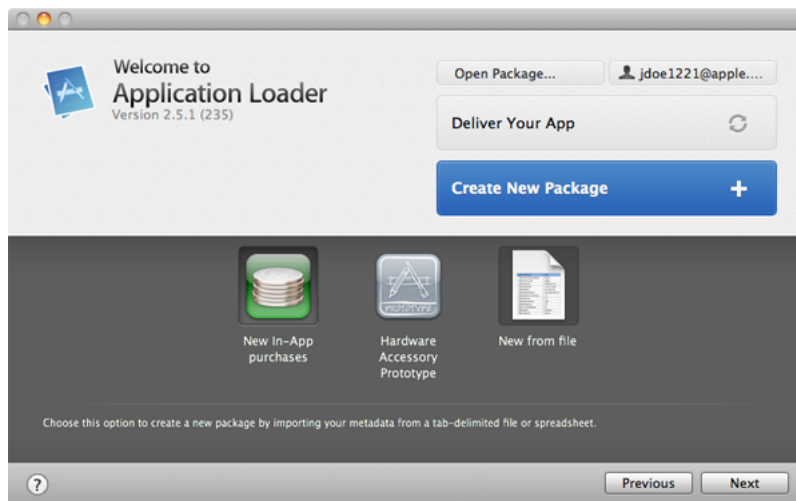 Welcome to
Application Loader
Version 2.5.1 (235)
Open Package...
jdoe1221@apple....
Deliver Your App
Create New Package
New In-App
purchases
Hardware
Accessory
Prototype
New from file
PROTOTYPE
Choose this option to create a new package by importing your metadata from a tab-delimited file or spreadsheet.
?
Previous
Next